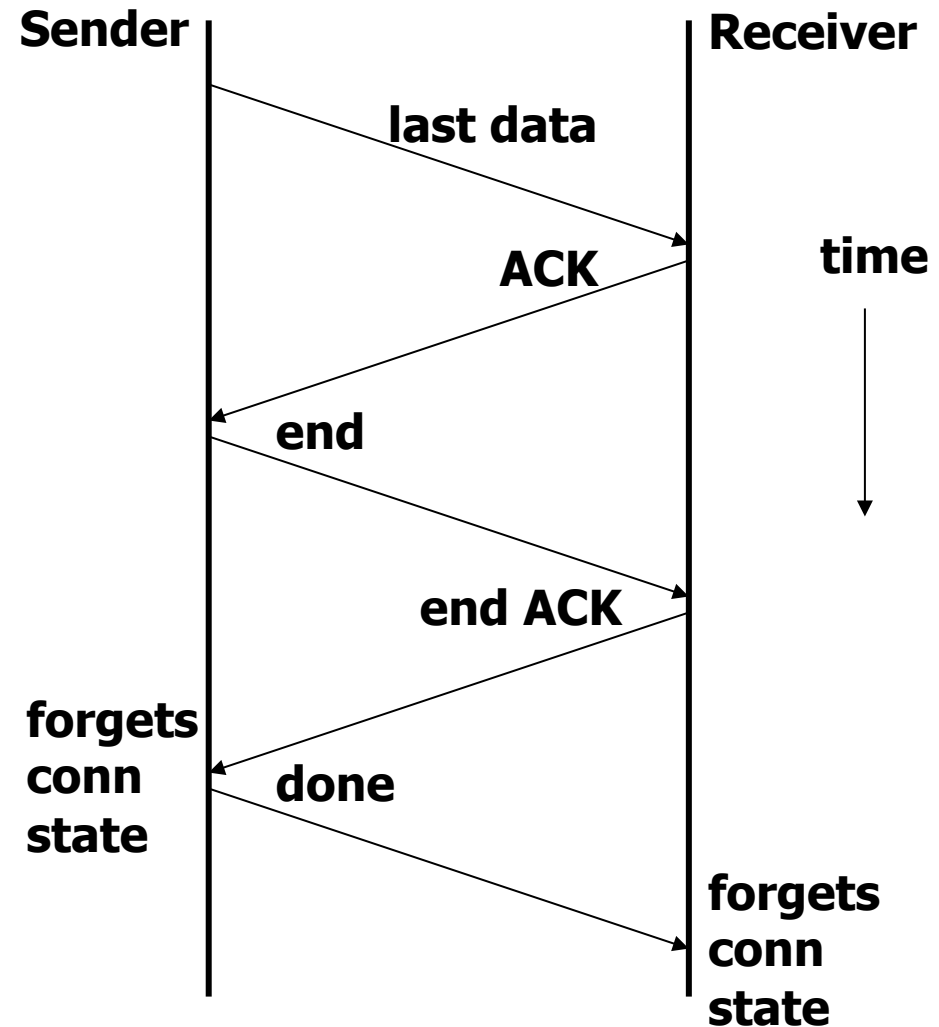 Sender
Receiver
last data
time
ACK
end
end ACK
forgets
conn
state
done
forgets
conn
state